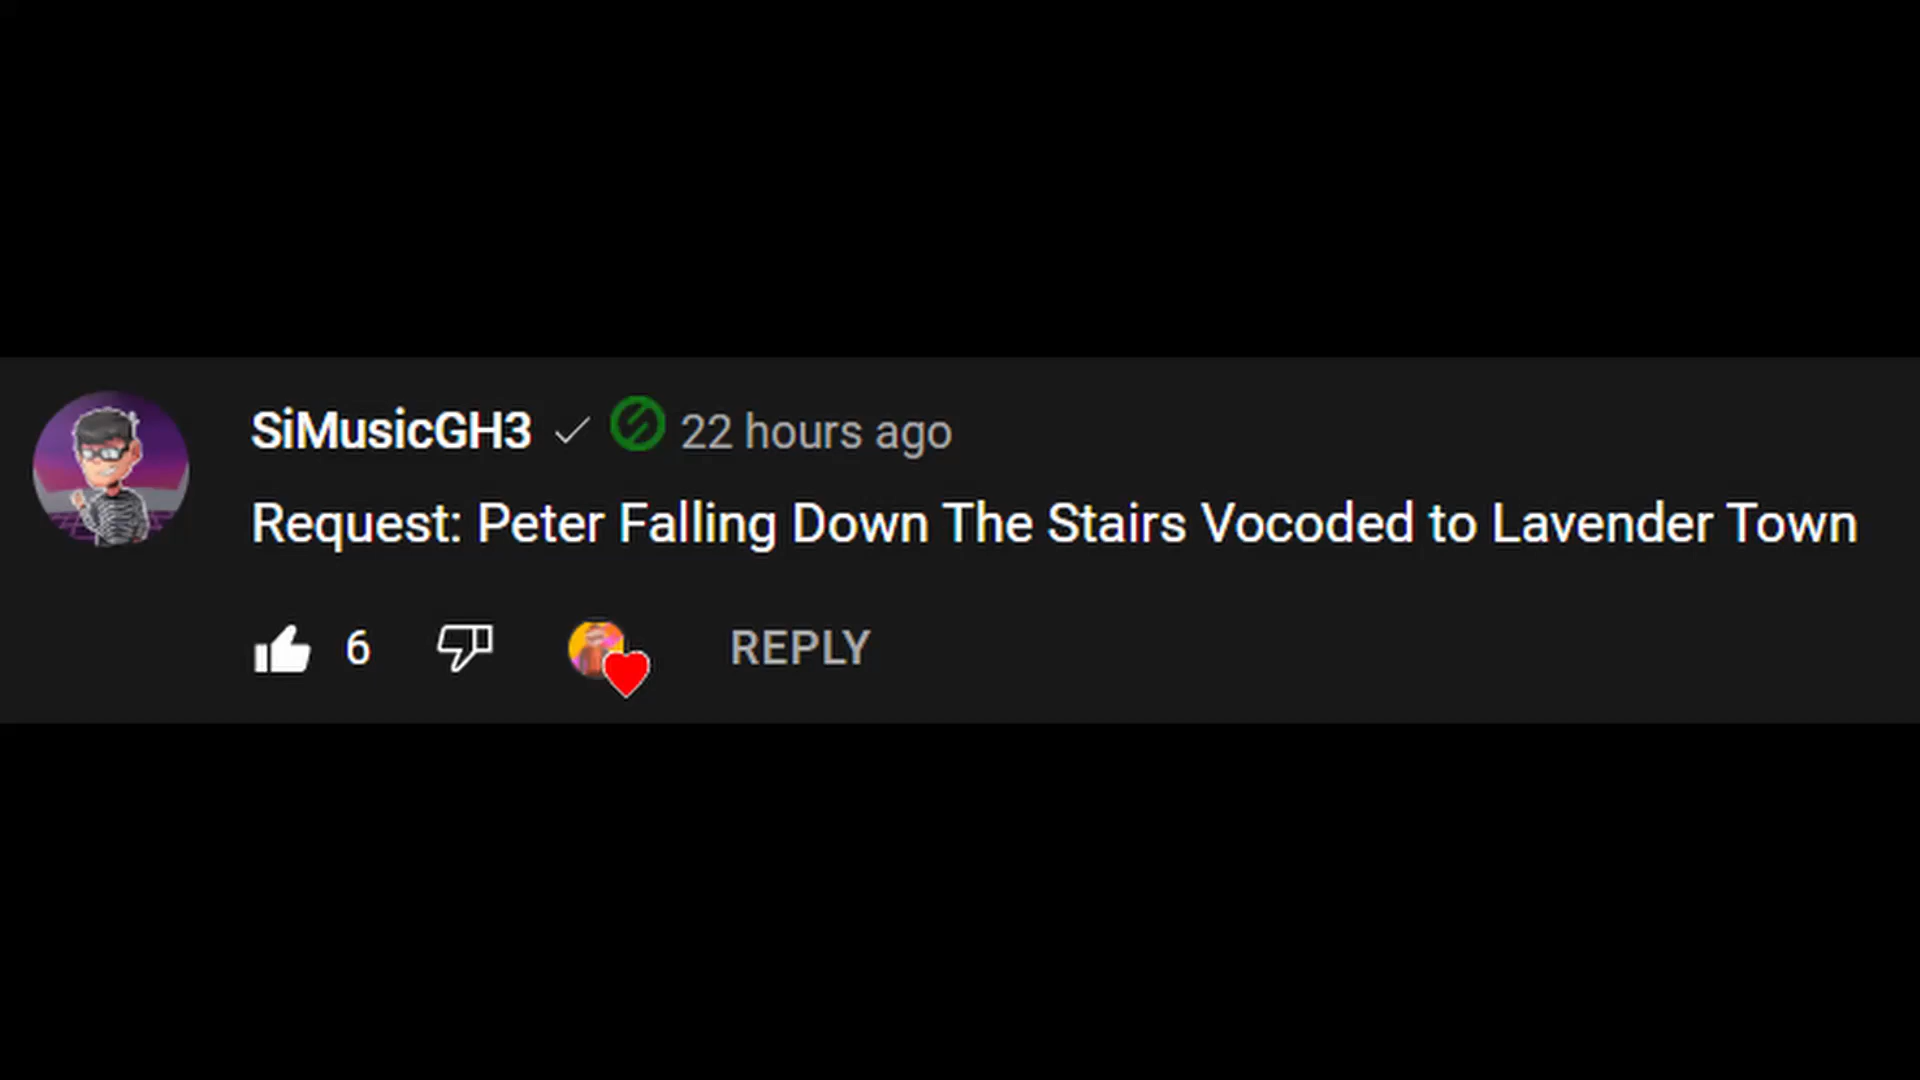 SiMusicGH3 22 hours ago
Request: Peter Falling Down The Stairs Vocoded to Lavender Town
6 REPLY